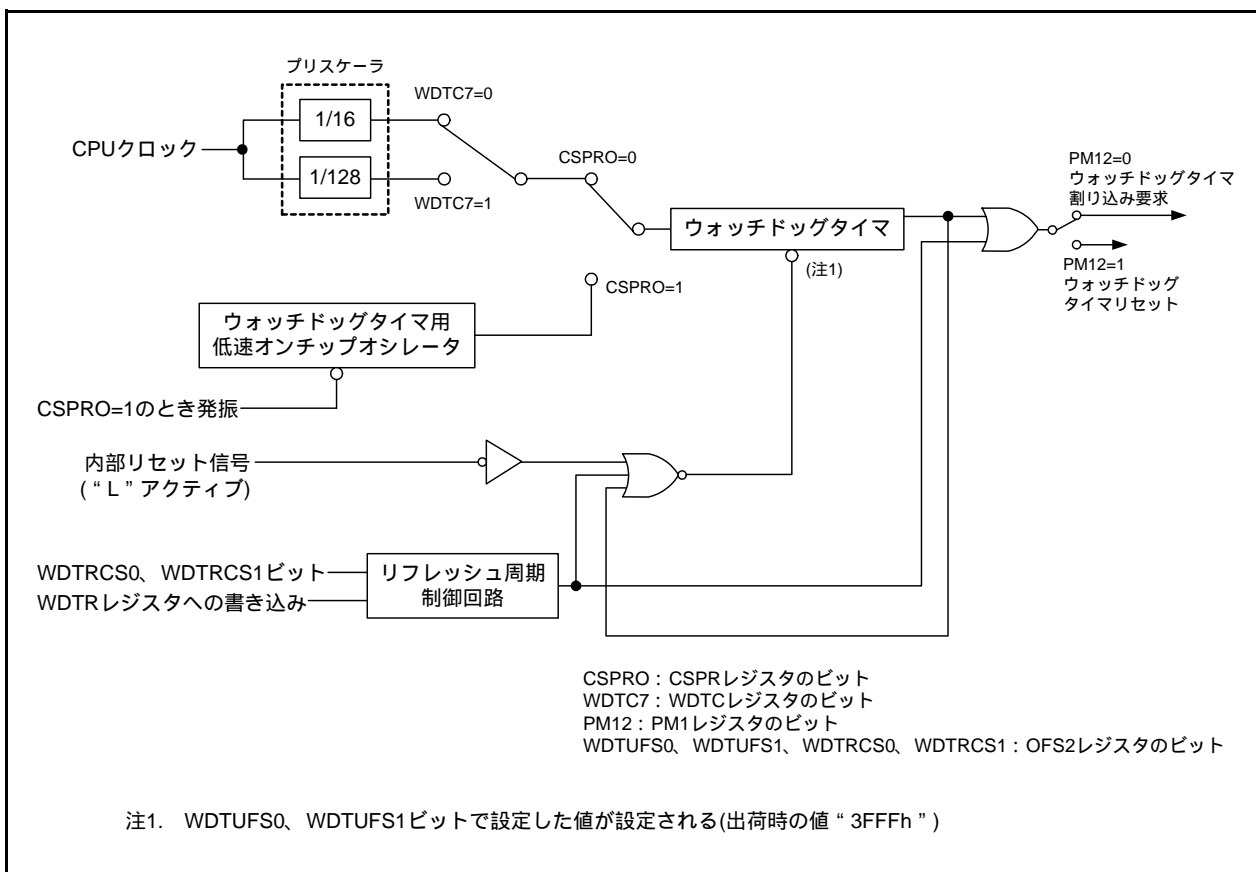 プリスケーラ
WDTC7=0
1/16
CPUクロック
1/128
WDTC7=1
CSPRO=0
ウォッチドッグタイマ
(注1)
PM12=0
ウォッチドッグタイマ
割り込み要求
PM12=1
ウォッチドッグ
タイマリセット
CSPRO=1
ウォッチドッグタイマ用
低速オンチップオシレータ
CSPRO=1のとき発振
内部リセット信号
( “ L ” アクティブ)
WDTRCS0、WDTRCS1ビット
WDTRレジスタへの書き込み
リフレッシュ周期
制御回路
CSPRO：CSPRレジスタのビット
WDTC7：WDTCレジスタのビット
PM12：PM1レジスタのビット
WDTUFS0、WDTUFS1、WDTRCS0、WDTRCS1：OFS2レジスタのビット
注1. WDTUFS0、WDTUFS1ビットで設定した値が設定される(出荷時の値 “ 3FFFh ” )